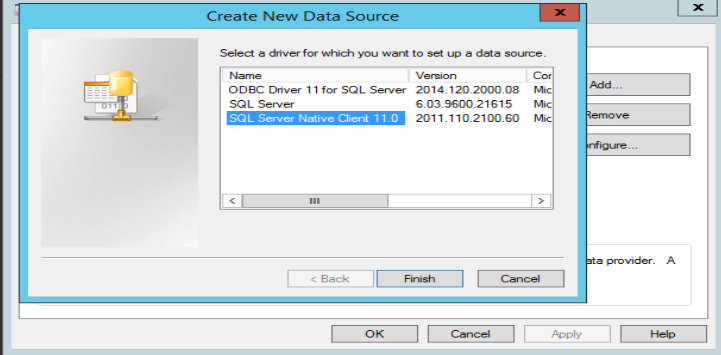 Create New Data Source
x
x
Select a driver for which you want to set up a data source.
Name Version Cor
ODBC Driver 11 for SQL Server 2014.120.2000.08 Mic
SQL Server 6.03.9600.21615 Mic
SQL Server Native Client 11.0 2011.110.2100.60 Mic
Add...
Remove
nfigure...
ata provider. A
< Back Finish Cancel
OK Cancel Apply Help